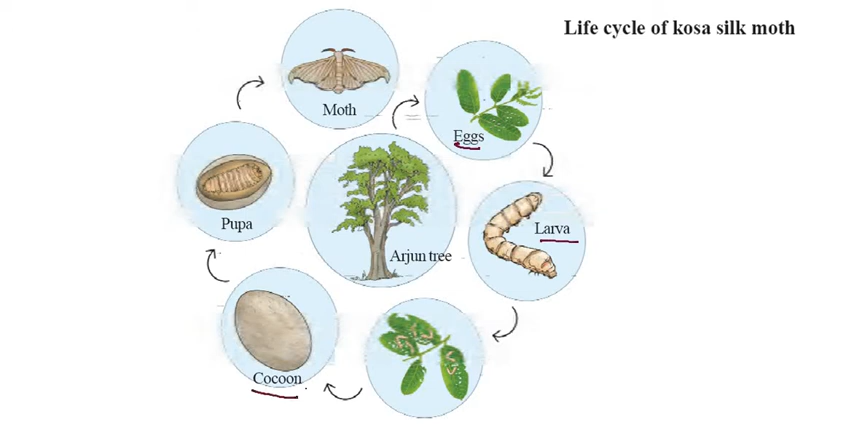 Life cycle of kosa silk moth
Moth
Eggs
Larva
Cocoon
Pupa
Arjun tree